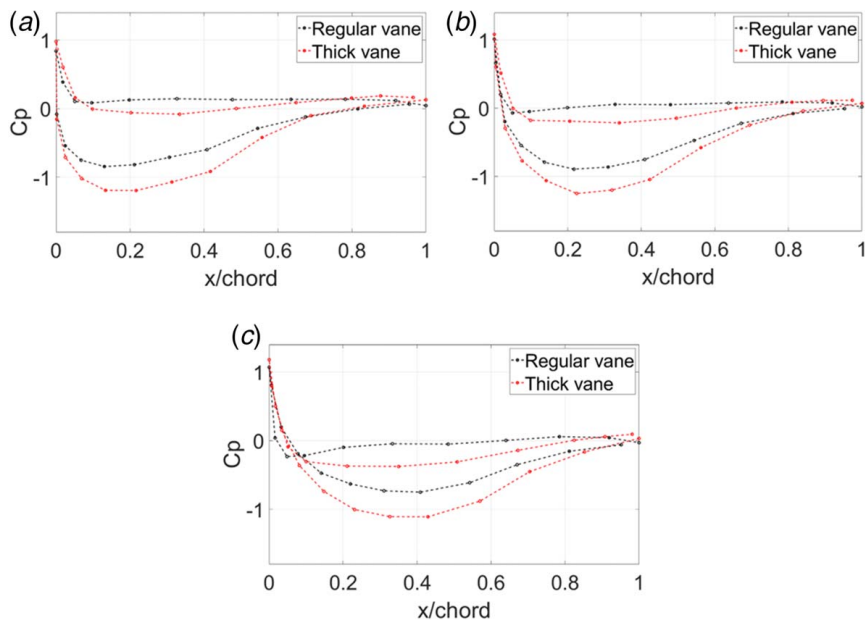 (a)
Regular vane
Thick vane
1
0
-1
Cp
0
0.2
0.4
0.6
0.8
1
x/chord
(b)
Regular vane
Thick vane
1
0
-1
Cp
0
0.2
0.4
0.6
0.8
1
x/chord
(c)
Regular vane
Thick vane
1
0
-1
Cp
0
0.2
0.4
0.6
0.8
1
x/chord